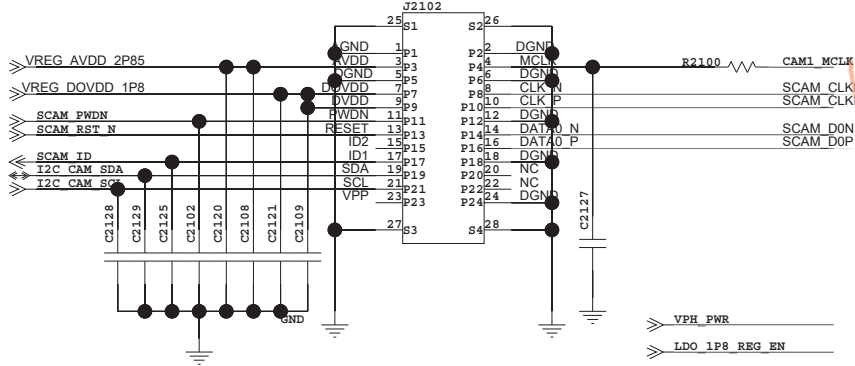 J2102
25 S1 S2 26
AGND 1 P1 P2 2 DGND
VREG_AVDD_2P85 AVDD 3 P3 P4 4 MCLK R2100 CAM1_MCLK
DGND 5 P5 P6 6 DGND
VREG_DOVDD_1P8 DOVDD 7 P7 P8 8 CLK_N SCAM_CLK
DVDD 9 P9 P10 10 CLK_P SCAM_CLK
SCAM_PWDN PWDN 11 P11 P12 12 DGND
SCAM_RST_N RESET 13 P13 P14 14 DATA0_N SCAM_D0N
ID2 15 P15 P16 16 DATA0_P SCAM_D0P
SCAM_ID ID1 17 P17 P18 18 DGND
I2C_CAM_SDA SDA 19 P19 P20 20 NC
I2C_CAM_SCL SCL 21 P21 P22 22 NC
VPP 23 P23 P24 24 DGND
27 S3 S4 28
C2128 C2129 C2125 C2102 C2120 C2108 C2121 C2109 C2127
GND
VPH_PWR
LDO_1P8_REG_EN